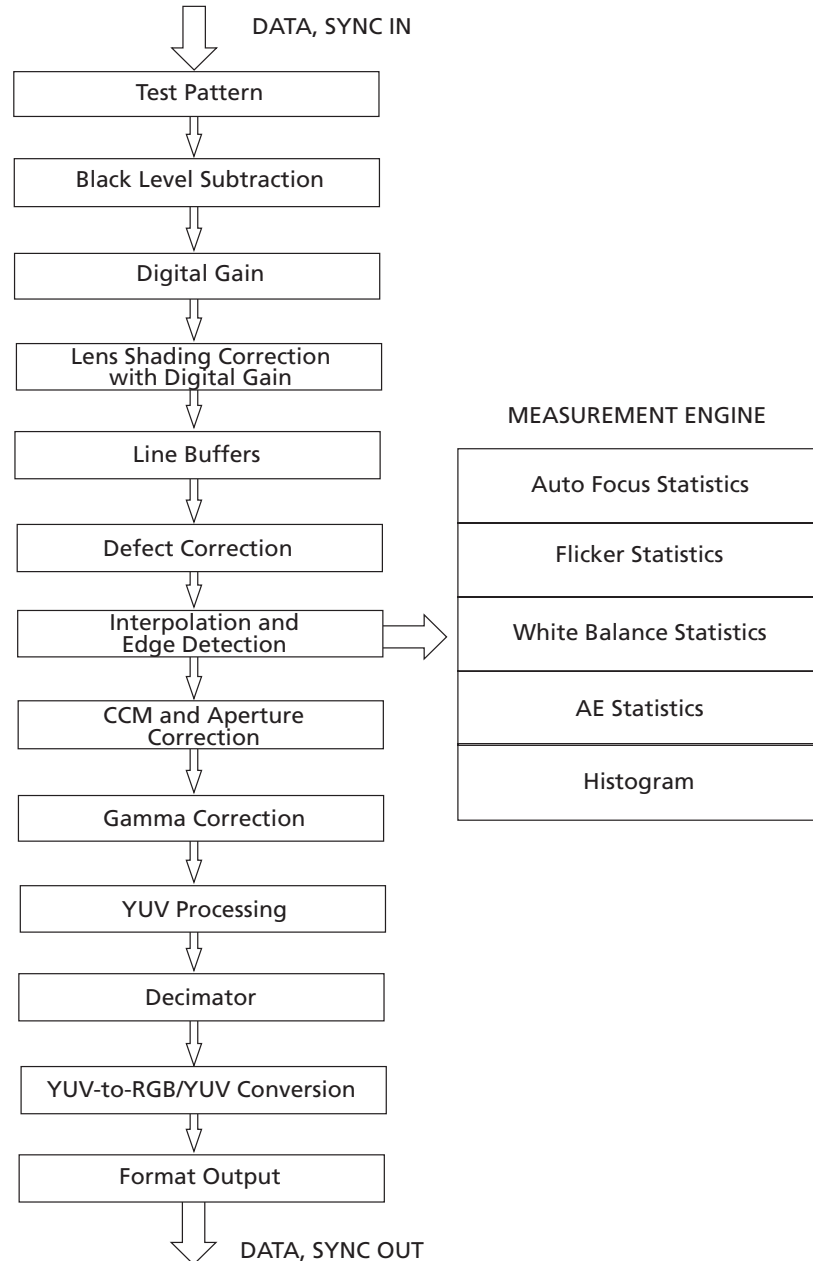 DATA, SYNC IN
Test Pattern
Black Level Subtraction
Digital Gain
Lens Shading Correction
with Digital Gain
Line Buffers
Defect Correction
Interpolation and
Edge Detection
CCM and Aperture
Correction
Gamma Correction
YUV Processing
Decimator
YUV-to-RGB/YUV Conversion
Format Output
DATA, SYNC OUT
MEASUREMENT ENGINE
Auto Focus Statistics
Flicker Statistics
White Balance Statistics
AE Statistics
Histogram